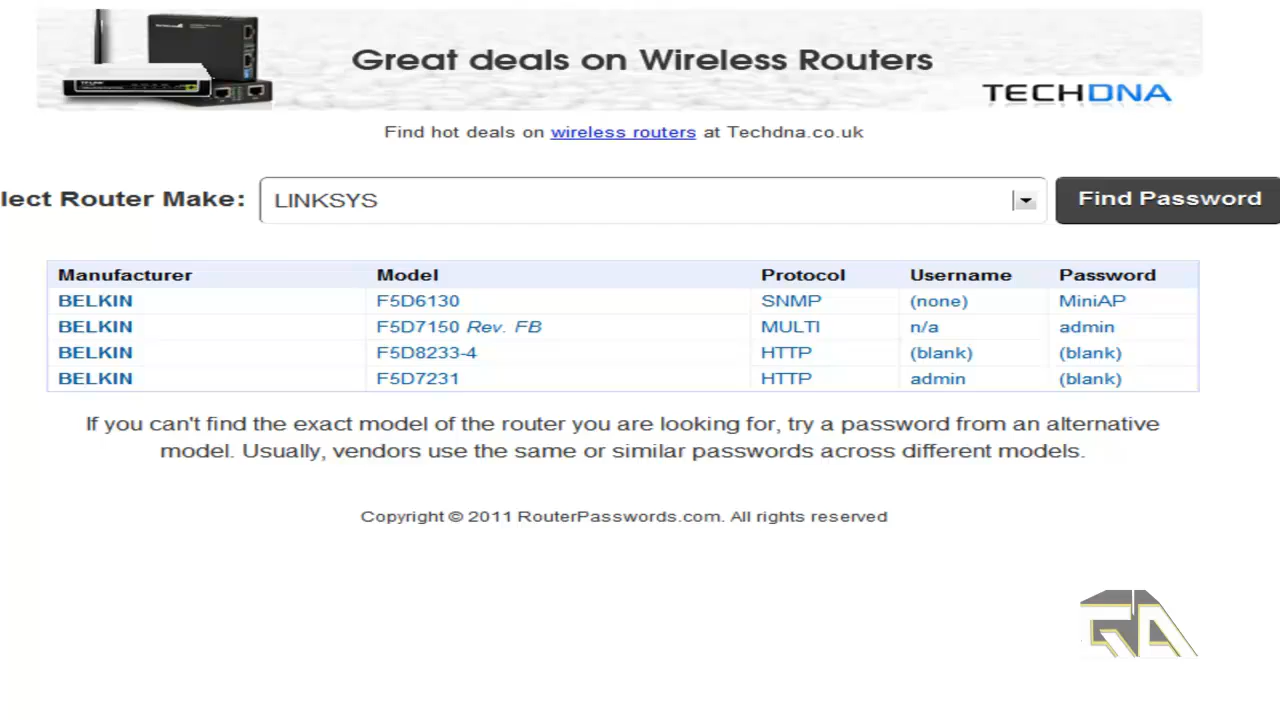 Great deals on Wireless Routers
TECHDNA
Find hot deals on wireless routers at Techdna.co.uk
lect Router Make: LINKSYS Find Password
Manufacturer Model Protocol Username Password
BELKIN F5D6130 SNMP (none) MiniAP
BELKIN F5D7150 Rev. FB MULTI n/a admin
BELKIN F5D8233-4 HTTP (blank) (blank)
BELKIN F5D7231 HTTP admin (blank)
If you can't find the exact model of the router you are looking for, try a password from an alternative
model. Usually, vendors use the same or similar passwords across different models.
Copyright © 2011 RouterPasswords.com. All rights reserved